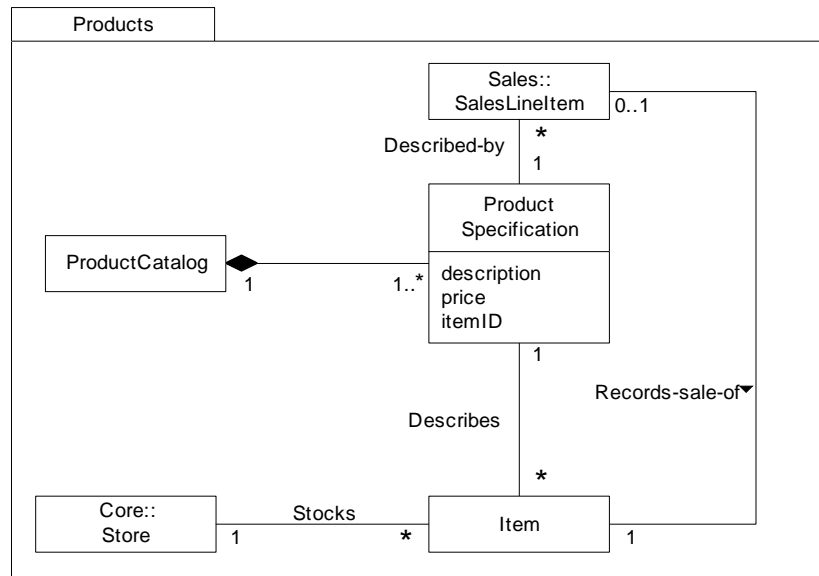 Products
Sales::
SalesLineItem
0..1
*
Described-by
1
Product
Specification
ProductCatalog
1
1..*
description
price
itemID
1
Records-sale-of
Describes
*
Core::
Store
Stocks
1
*
Item
1